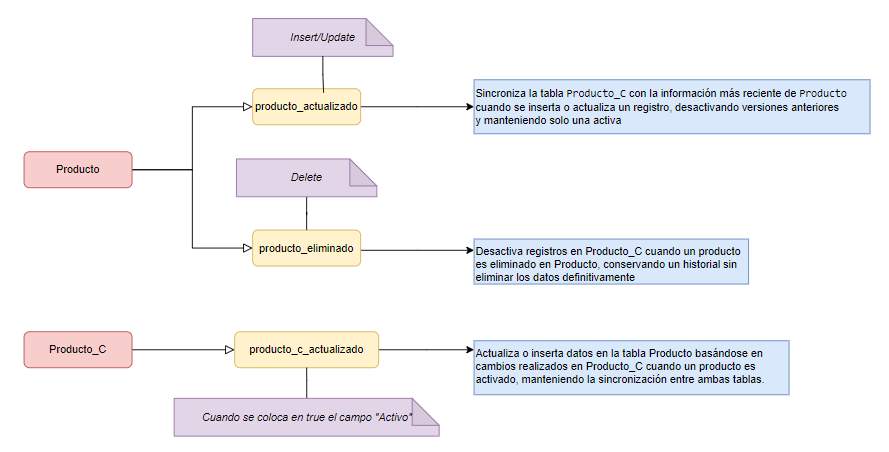 Insert/Update
producto_actualizado
Sincroniza la tabla Producto_C con la información más reciente de Producto
cuando se inserta o actualiza un registro, desactivando versiones anteriores
y manteniendo solo una activa
Producto
Delete
producto_eliminado
Desactiva registros en Producto_C cuando un producto
es eliminado en Producto, conservando un historial sin
eliminar los datos definitivamente
Producto_C
producto_c_actualizado
Actualiza o inserta datos en la tabla Producto basándose en
cambios realizados en Producto_C cuando un producto es
activado, manteniendo la sincronización entre ambas tablas.
Cuando se coloca en true el campo "Activo"